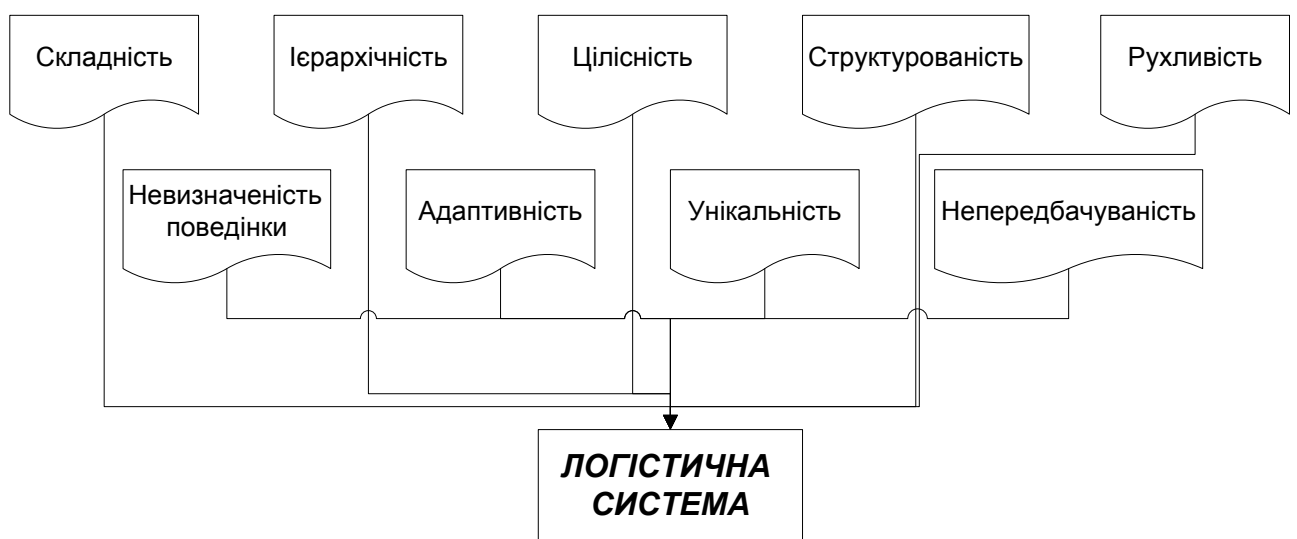 Складність
Ієрархічність
Цілісність
Структурованість
Рухливість
Невизначеність
поведінки
Адаптивність
Унікальність
Непередбачуваність
ЛОГІСТИЧНА
СИСТЕМА